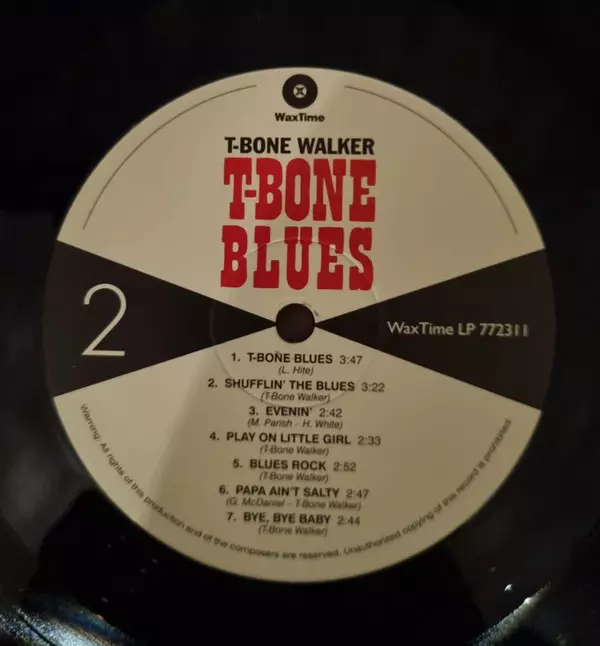 WaxTime
T-BONE WALKER
T-BONE
BLUES
2
WaxTime LP 772311
1. T-BONE BLUES 3:47
(L. Hite)
2. SHUFFLIN' THE BLUES 3:22
(T-Bone Walker)
3. EVENIN' 2:42
(M. Parish - H. White)
4. PLAY ON LITTLE GIRL 2:33
(T-Bone Walker)
5. BLUES ROCK 2:52
(T-Bone Walker)
6. PAPA AIN'T SALTY 2:47
(G. McDaniel - T-Bone Walker)
7. BYE, BYE BABY 2:44
(T-Bone Walker)
Warning: All rights of this production and of the composers are reserved. Unauthorized copying of this record is prohibited.